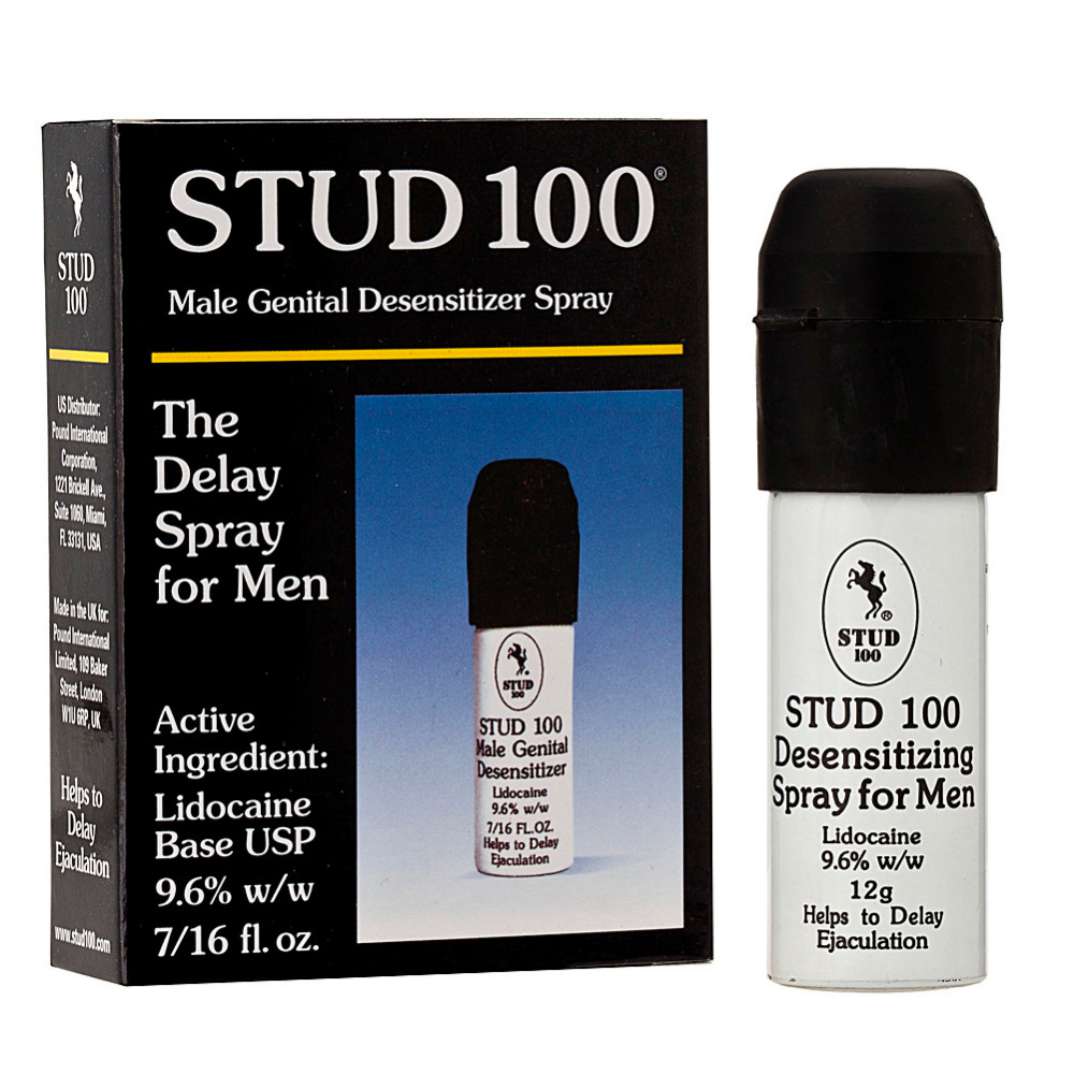 STUD 100®
Male Genital Desensitizer Spray
The
Delay
Spray
for Men
Active
Ingredient:
Lidocaine
Base USP
9.6% w/w
7/16 fl. oz.
STUD
100
US Distributor:
Pound International
Corporation,
1221 Brickell Ave.,
Suite 1060, Miami,
FL 33131, USA
Made in the UK for:
Pound International
Limited, 109 Baker
Street, London
W1U 6RP, UK
Helps to
Delay
Ejaculation
www.stud100.com
STUD
100
STUD 100
Male Genital
Desensitizer
Lidocaine
9.6% w/w
7/16 FL.OZ.
Helps to Delay
Ejaculation
®
STUD
100
STUD 100
Desensitizing
Spray for Men
Lidocaine
9.6% w/w
12g
Helps to Delay
Ejaculation